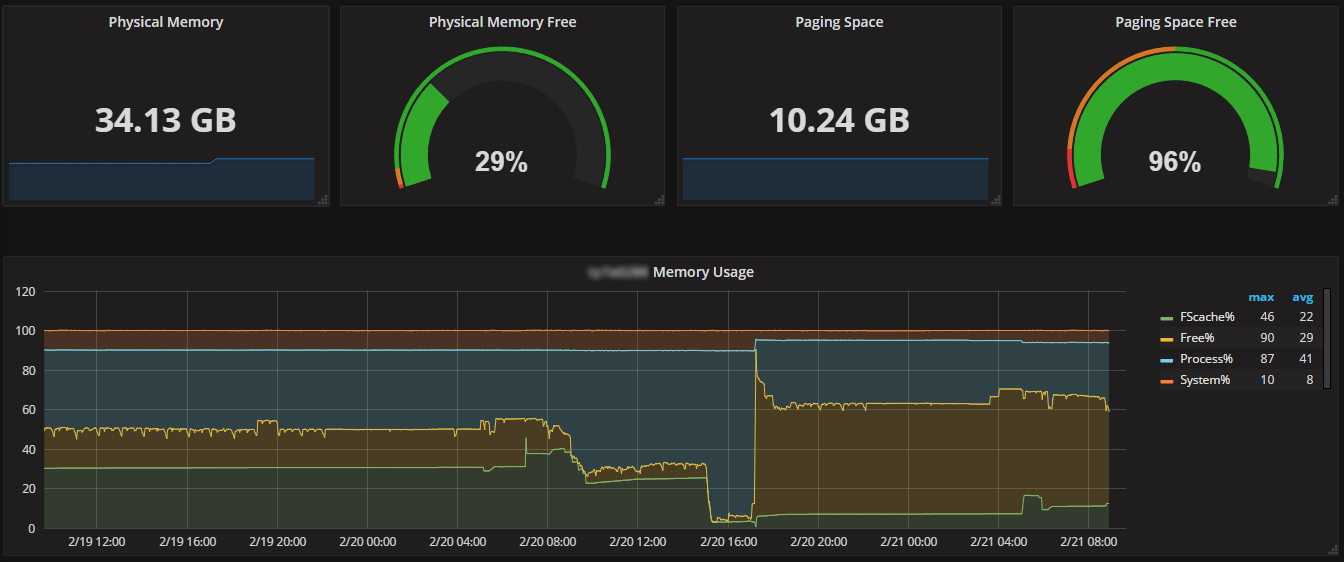 Physical Memory
Physical Memory Free
Paging Space
Paging Space Free
34.13 GB
29%
10.24 GB
96%
Memory Usage
max avg
FScache% 46 22
Free% 90 29
Process% 87 41
System% 10 8
120
100
80
60
40
20
0
2/19 12:00 2/19 16:00 2/19 20:00 2/20 00:00 2/20 04:00 2/20 08:00 2/20 12:00 2/20 16:00 2/20 20:00 2/21 00:00 2/21 04:00 2/21 08:00